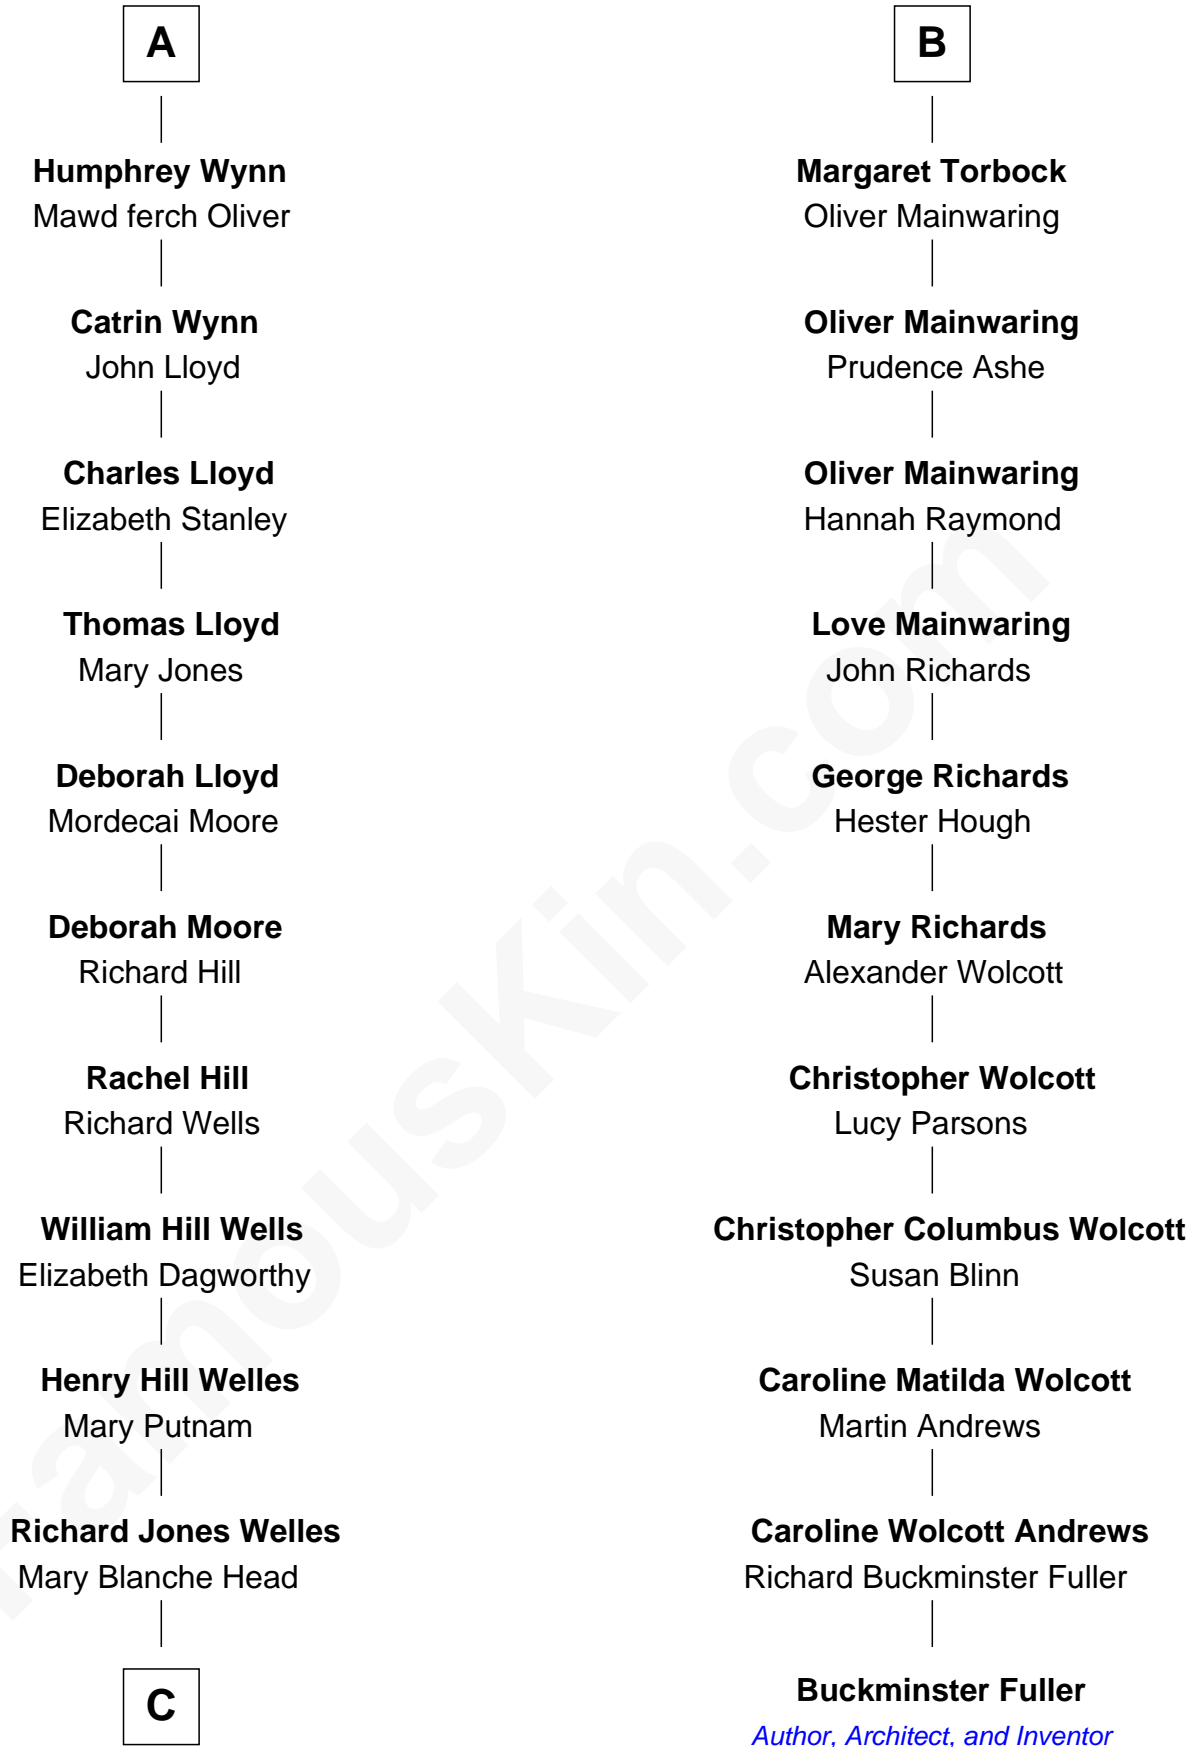 A
Humphrey Wynn
Mawd ferch Oliver
Catrin Wynn
John Lloyd
Charles Lloyd
Elizabeth Stanley
Thomas Lloyd
Mary Jones
Deborah Lloyd
Mordecai Moore
Deborah Moore
Richard Hill
Rachel Hill
Richard Wells
William Hill Wells
Elizabeth Dagworthy
Henry Hill Welles
Mary Putnam
Richard Jones Welles
Mary Blanche Head
C
B
Margaret Torbock
Oliver Mainwaring
Oliver Mainwaring
Prudence Ashe
Oliver Mainwaring
Hannah Raymond
Love Mainwaring
John Richards
George Richards
Hester Hough
Mary Richards
Alexander Wolcott
Christopher Wolcott
Lucy Parsons
Christopher Columbus Wolcott
Susan Blinn
Caroline Matilda Wolcott
Martin Andrews
Caroline Wolcott Andrews
Richard Buckminster Fuller
Buckminster Fuller
Author, Architect, and Inventor
FamousKin.com